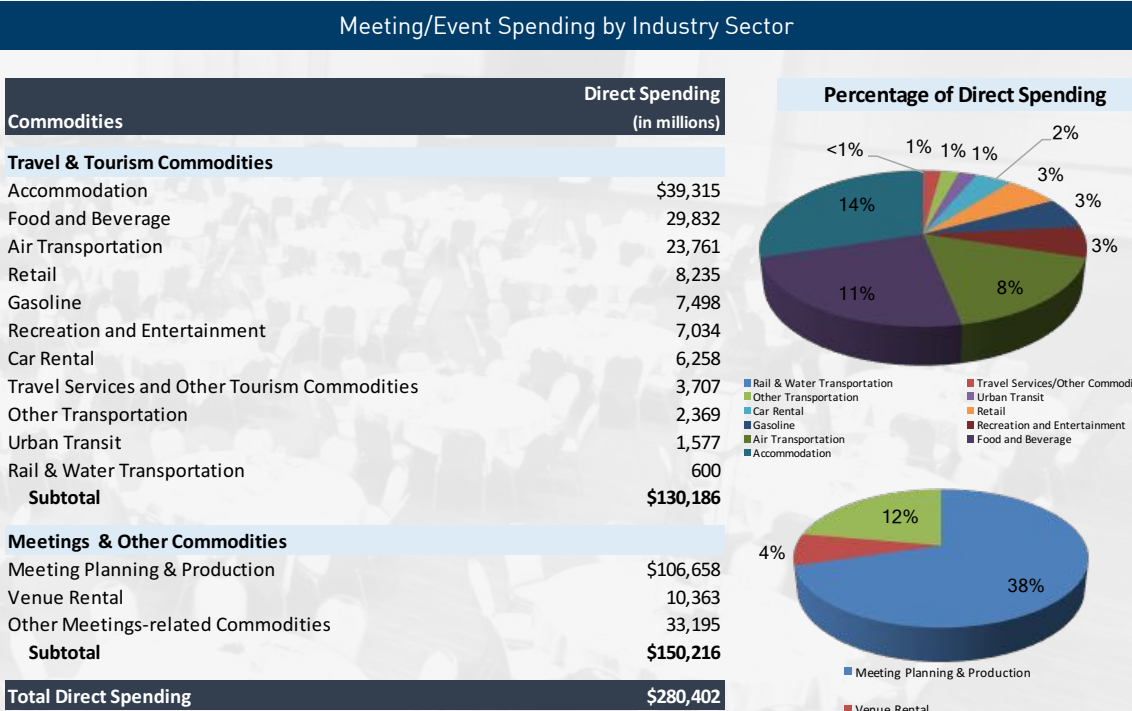 Meeting/Event Spending by Industry Sector
Direct Spending
Commodities (in millions)
Travel & Tourism Commodities
Accommodation $39,315
Food and Beverage 29,832
Air Transportation 23,761
Retail 8,235
Gasoline 7,498
Recreation and Entertainment 7,034
Car Rental 6,258
Travel Services and Other Tourism Commodities 3,707
Other Transportation 2,369
Urban Transit 1,577
Rail & Water Transportation 600
Subtotal $130,186
Meetings & Other Commodities
Meeting Planning & Production $106,658
Venue Rental 10,363
Other Meetings-related Commodities 33,195
Subtotal $150,216
Total Direct Spending $280,402
Percentage of Direct Spending
<1% 1% 1% 1% 2%
3%
3%
3%
14%
11%
8%
Rail & Water Transportation Travel Services/Other Commodi
Other Transportation Urban Transit
Car Rental Retail
Gasoline Recreation and Entertainment
Air Transportation Food and Beverage
Accommodation
12%
4%
38%
Meeting Planning & Production
Venue Rental